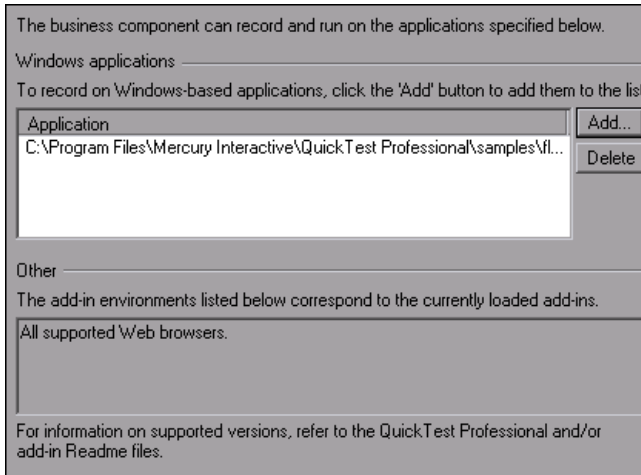 The business component can record and run on the applications specified below.
Windows applications
To record on Windows-based applications, click the 'Add' button to add them to the lis
Application
Add...
C:\Program Files\Mercury Interactive\QuickTest Professional\samples\fl...
Delete
Other
The add-in environments listed below correspond to the currently loaded add-ins.
All supported Web browsers.
For information on supported versions, refer to the QuickTest Professional and/or
add-in Readme files.